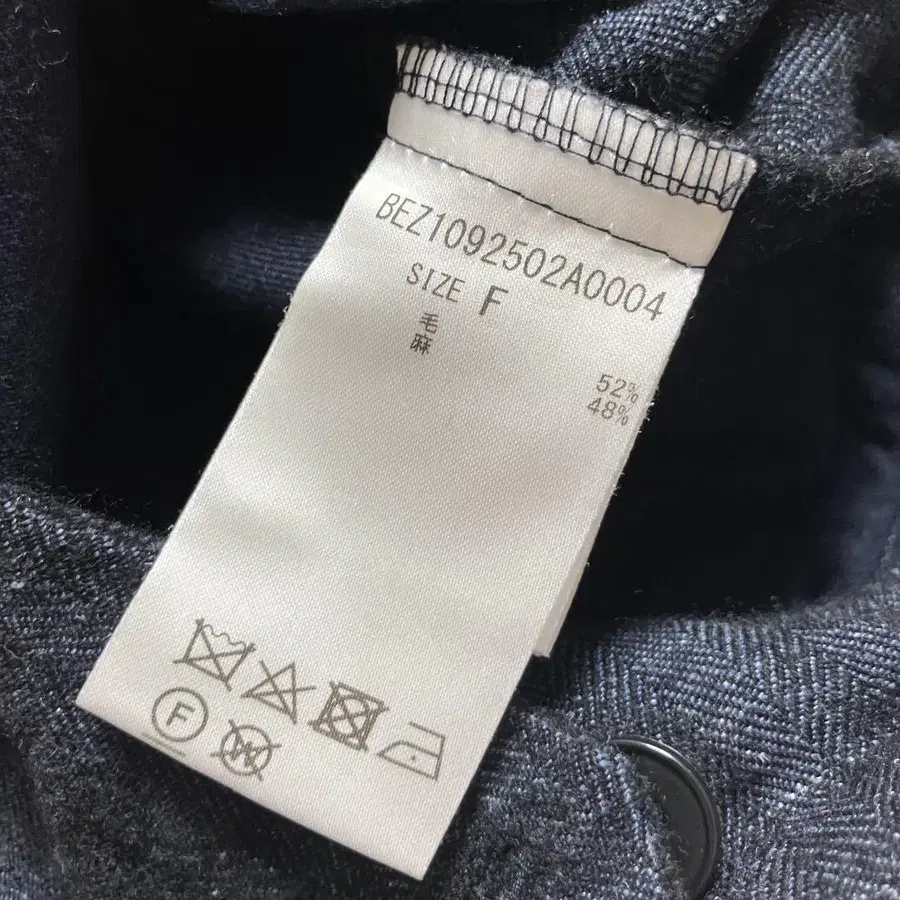 BEZ1092502A0004
SIZE F
毛 52%
麻 48%
F
W